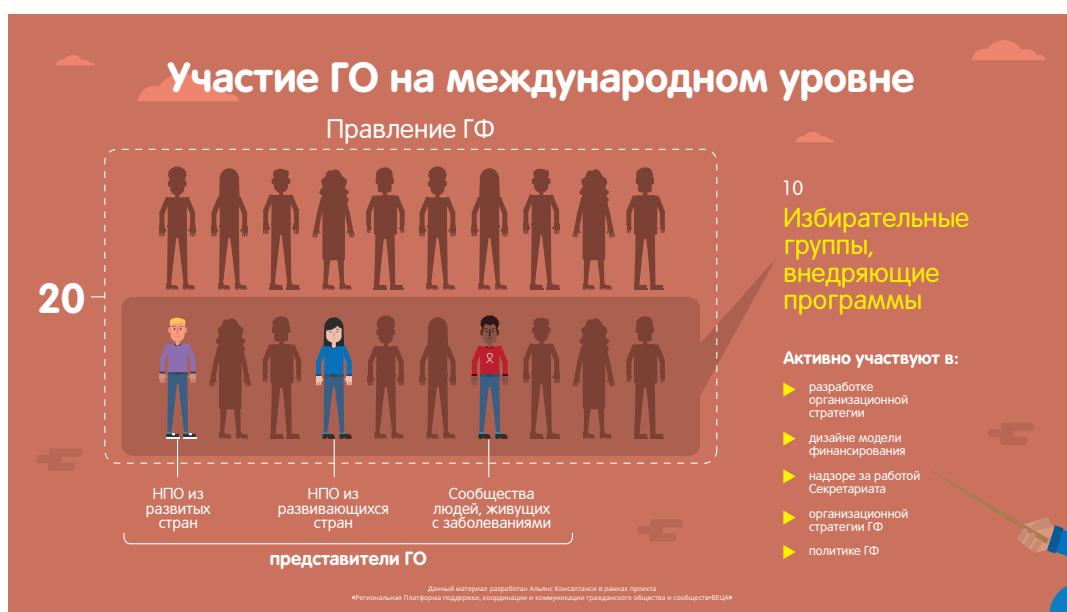 Участие ГО на международном уровне
Правление ГФ
20
10
Избирательные
группы,
внедряющие
программы
Активно участвуют в:
разработке
организационной
стратегии
дизайне модели
финансирования
надзоре за работой
Секретариата
организационной
стратегии ГФ
политике ГФ
НПО из
развитых
стран
НПО из
развивающихся
стран
Сообщества
людей, живущих
с заболеваниями
представители ГО
Данный материал разработан Альянс Консалтанси в рамках проекта
«Региональная Платформа поддержки, координации и коммуникации гражданского общества и сообществ•ВЕЦА»